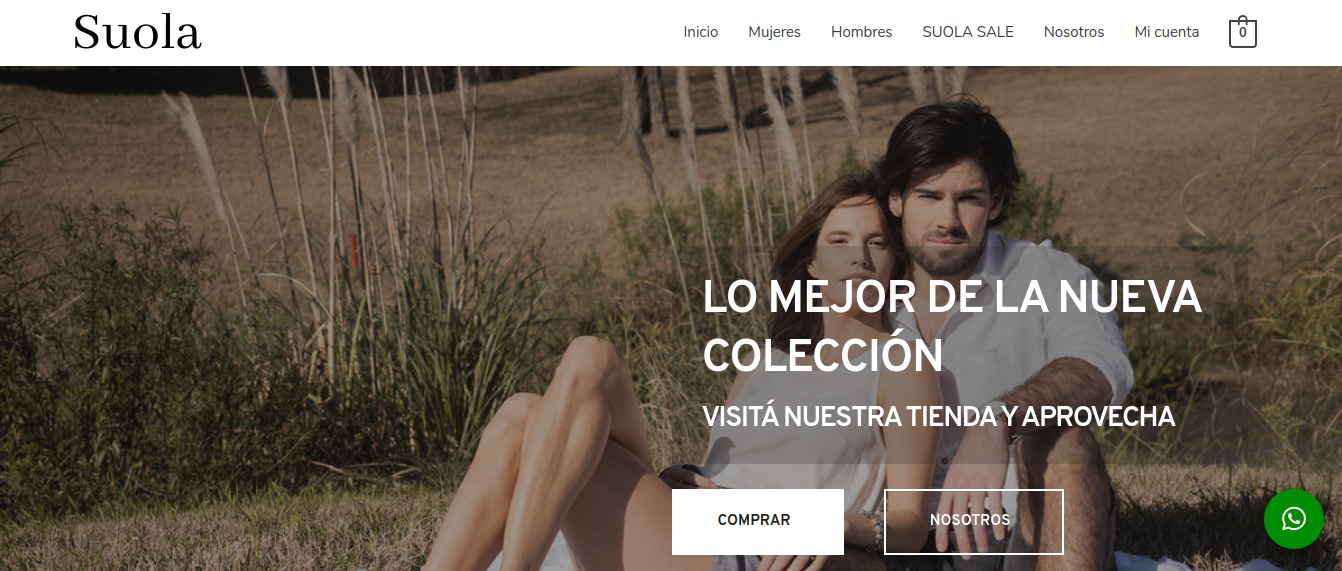 Suola
Inicio Mujeres Hombres SUOLA SALE Nosotros Mi cuenta 0
LO MEJOR DE LA NUEVA
COLECCIÓN
VISITÁ NUESTRA TIENDA Y APROVECHA
COMPRAR NOSOTROS